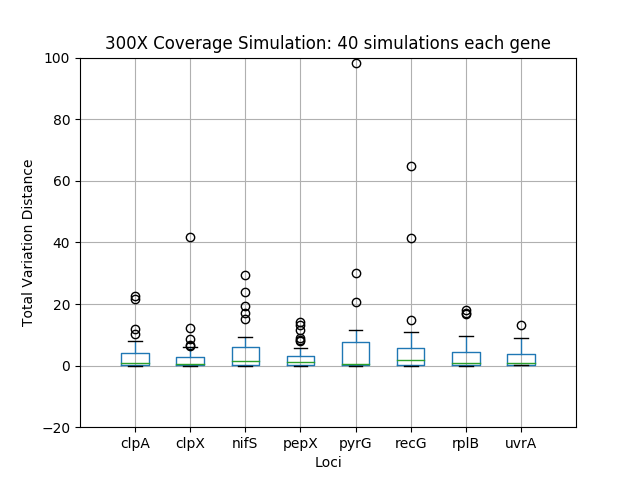 300X Coverage Simulation: 40 simulations each gene
100
80
60
40
20
0
−20
Total Variation Distance
clpA clpX nifS pepX pyrG recG rplB uvrA
Loci